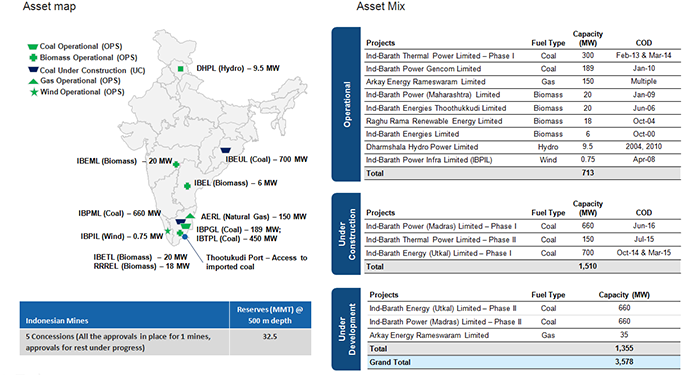 Asset map
Coal Operational (OPS)
Biomass Operational (OPS)
Coal Under Construction (UC)
Gas Operational (OPS)
Wind Operational (OPS)
DHPL (Hydro) – 9.5 MW
IBEML (Biomass) – 20 MW
IBEUL (Coal) – 700 MW
IBEL (Biomass) – 6 MW
IBPML (Coal) – 660 MW
AERL (Natural Gas) – 150 MW
IBPIL (Wind) – 0.75 MW
IBPGL (Coal) – 189 MW;
IBTPL (Coal) – 450 MW
IBETL (Biomass) – 20 MW
RRREL (Biomass) – 18 MW
Thootukudi Port – Access to
imported coal
Indonesian Mines Reserves (MMT) @
500 m depth
5 Concessions (All the approvals in place for 1 mines, 32.5
approvals for rest under progress)
Asset Mix
Operational
Projects Fuel Type Capacity
(MW) COD
Ind-Barath Thermal Power Limited – Phase I Coal 300 Feb-13 & Mar-14
Ind-Barath Power Gencom Limited Coal 189 Jan-10
Arkay Energy Rameswaram Limited Gas 150 Multiple
Ind-Barath Power (Maharashtra) Limited Biomass 20 Jan-09
Ind-Barath Energies Thoothukkudi Limited Biomass 20 Jun-06
Raghu Rama Renewable Energy Limited Biomass 18 Oct-04
Ind-Barath Energies Limited Biomass 6 Oct-00
Dharmshala Hydro Power Limited Hydro 9.5 2004, 2010
Ind-Barath Power Infra Limited (IBPIL) Wind 0.75 Apr-08
Total 713
Under
Construction
Projects Fuel Type Capacity
(MW) COD
Ind-Barath Power (Madras) Limited – Phase I Coal 660 Jun-16
Ind-Barath Thermal Power Limited – Phase II Coal 150 Jul-15
Ind-Barath Energy (Utkal) Limited – Phase I Coal 700 Oct-14 & Mar-15
Total 1,510
Under
Development
Projects Fuel Type Capacity (MW)
Ind-Barath Energy (Utkal) Limited – Phase II Coal 660
Ind-Barath Power (Madras) Limited – Phase II Coal 660
Arkay Energy Rameswaram Limited Gas 35
Total 1,355
Grand Total 3,578